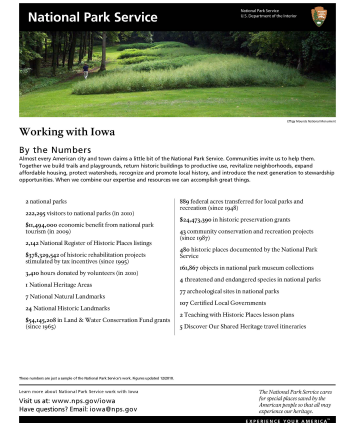 National Park Service
National Park Service
U.S. Department of the Interior
Effigy Mounds National Monument
Working with Iowa
By the Numbers
Almost every American city and town claims a little bit of the National Park Service. Communities invite us to help them.
Together we build trails and playgrounds, return historic buildings to productive use, revitalize neighborhoods, expand
affordable housing, protect watersheds, recognize and promote local history, and introduce the next generation to stewardship
opportunities. When we combine our expertise and resources we can accomplish great things.
2 national parks
222,295 visitors to national parks (in 2010)
$11,494,000 economic benefit from national park
tourism (in 2009)
2,142 National Register of Historic Places listings
$378,529,542 of historic rehabilitation projects
stimulated by tax incentives (since 1995)
3,410 hours donated by volunteers (in 2010)
1 National Heritage Areas
7 National Natural Landmarks
24 National Historic Landmarks
$54,145,208 in Land & Water Conservation Fund grants
(since 1965)
889 federal acres transferred for local parks and
recreation (since 1948)
$24,473,390 in historic preservation grants
43 community conservation and recreation projects
(since 1987)
480 historic places documented by the National Park
Service
161,867 objects in national park museum collections
4 threatened and endangered species in national parks
77 archeological sites in national parks
107 Certified Local Governments
2 Teaching with Historic Places lesson plans
5 Discover Our Shared Heritage travel itineraries
These numbers are just a sample of the National Park Service's work. Figures updated 1/2011.
Learn more about National Park Service work with Iowa
Visit us at: www.nps.gov/iowa
Have questions? Email: iowa@nps.gov
The National Park Service cares
for special places saved by the
American people so that all may
experience our heritage.
EXPERIENCE YOUR AMERICA™